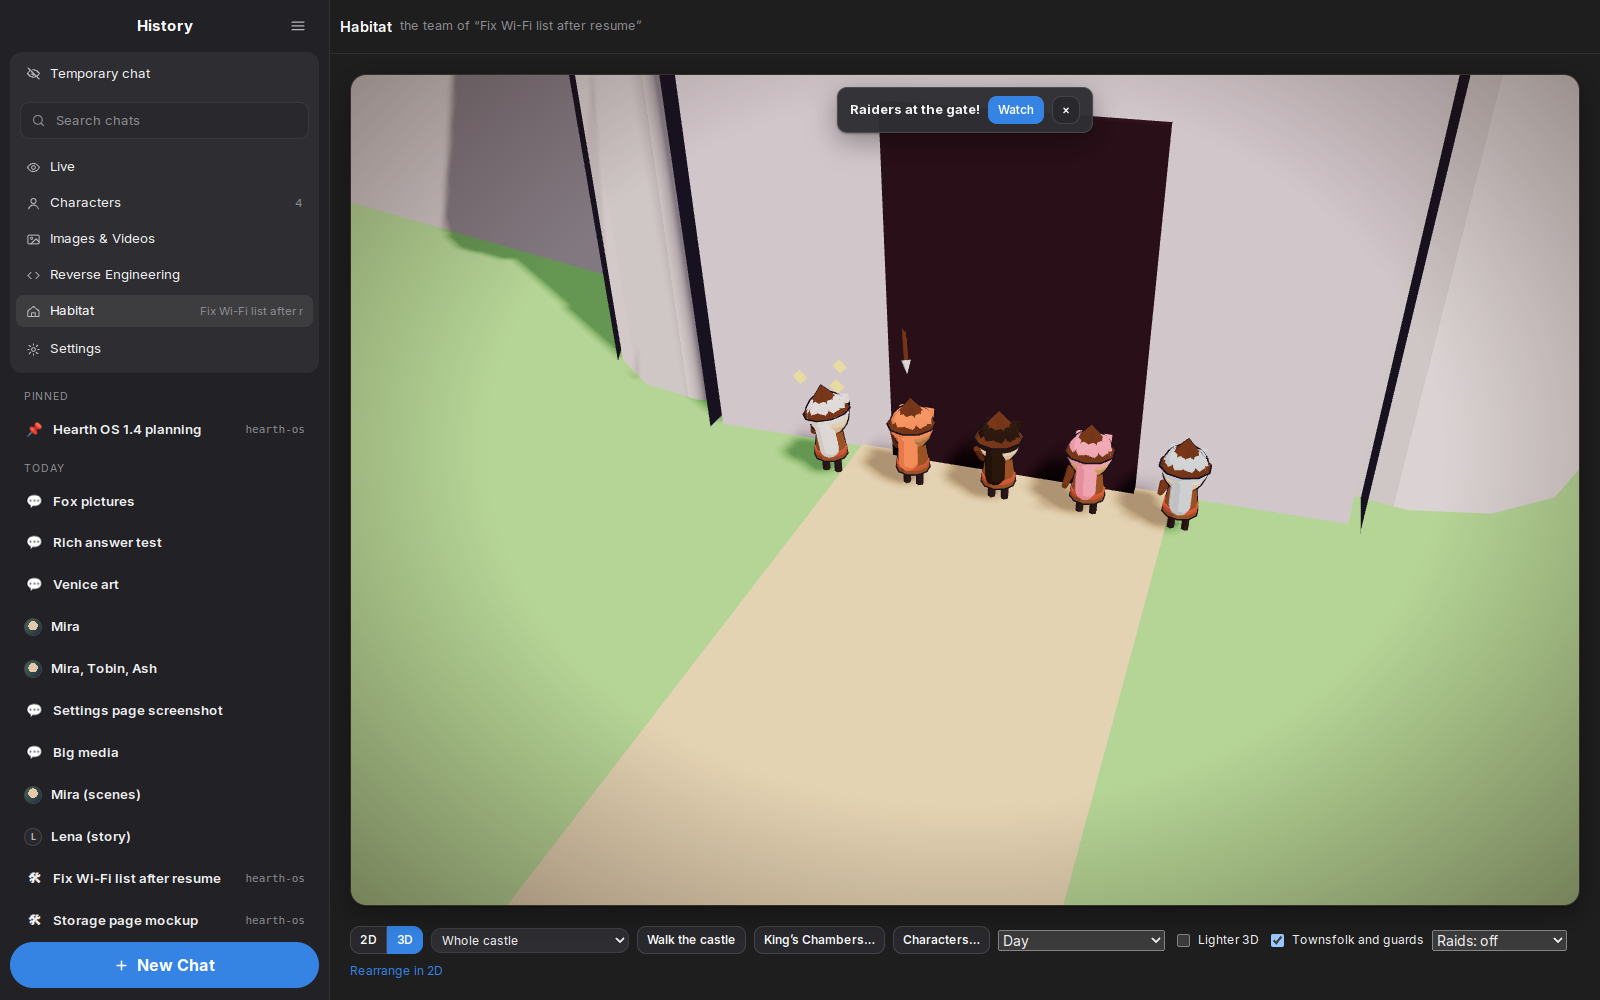 History
Temporary chat
Search chats
Live
Characters 4
Images & Videos
Reverse Engineering
Habitat Fix Wi-Fi list after r
Settings
PINNED
Hearth OS 1.4 planning hearth-os
TODAY
Fox pictures
Rich answer test
Venice art
Mira
Mira, Tobin, Ash
Settings page screenshot
Big media
Mira (scenes)
L Lena (story)
Fix Wi-Fi list after resume hearth-os
Storage page mockup hearth-os
+ New Chat
Habitat the team of “Fix Wi-Fi list after resume”
Raiders at the gate! Watch ×
2D 3D Whole castle Walk the castle King’s Chambers... Characters... Day Lighter 3D Townsfolk and guards Raids: off
Rearrange in 2D